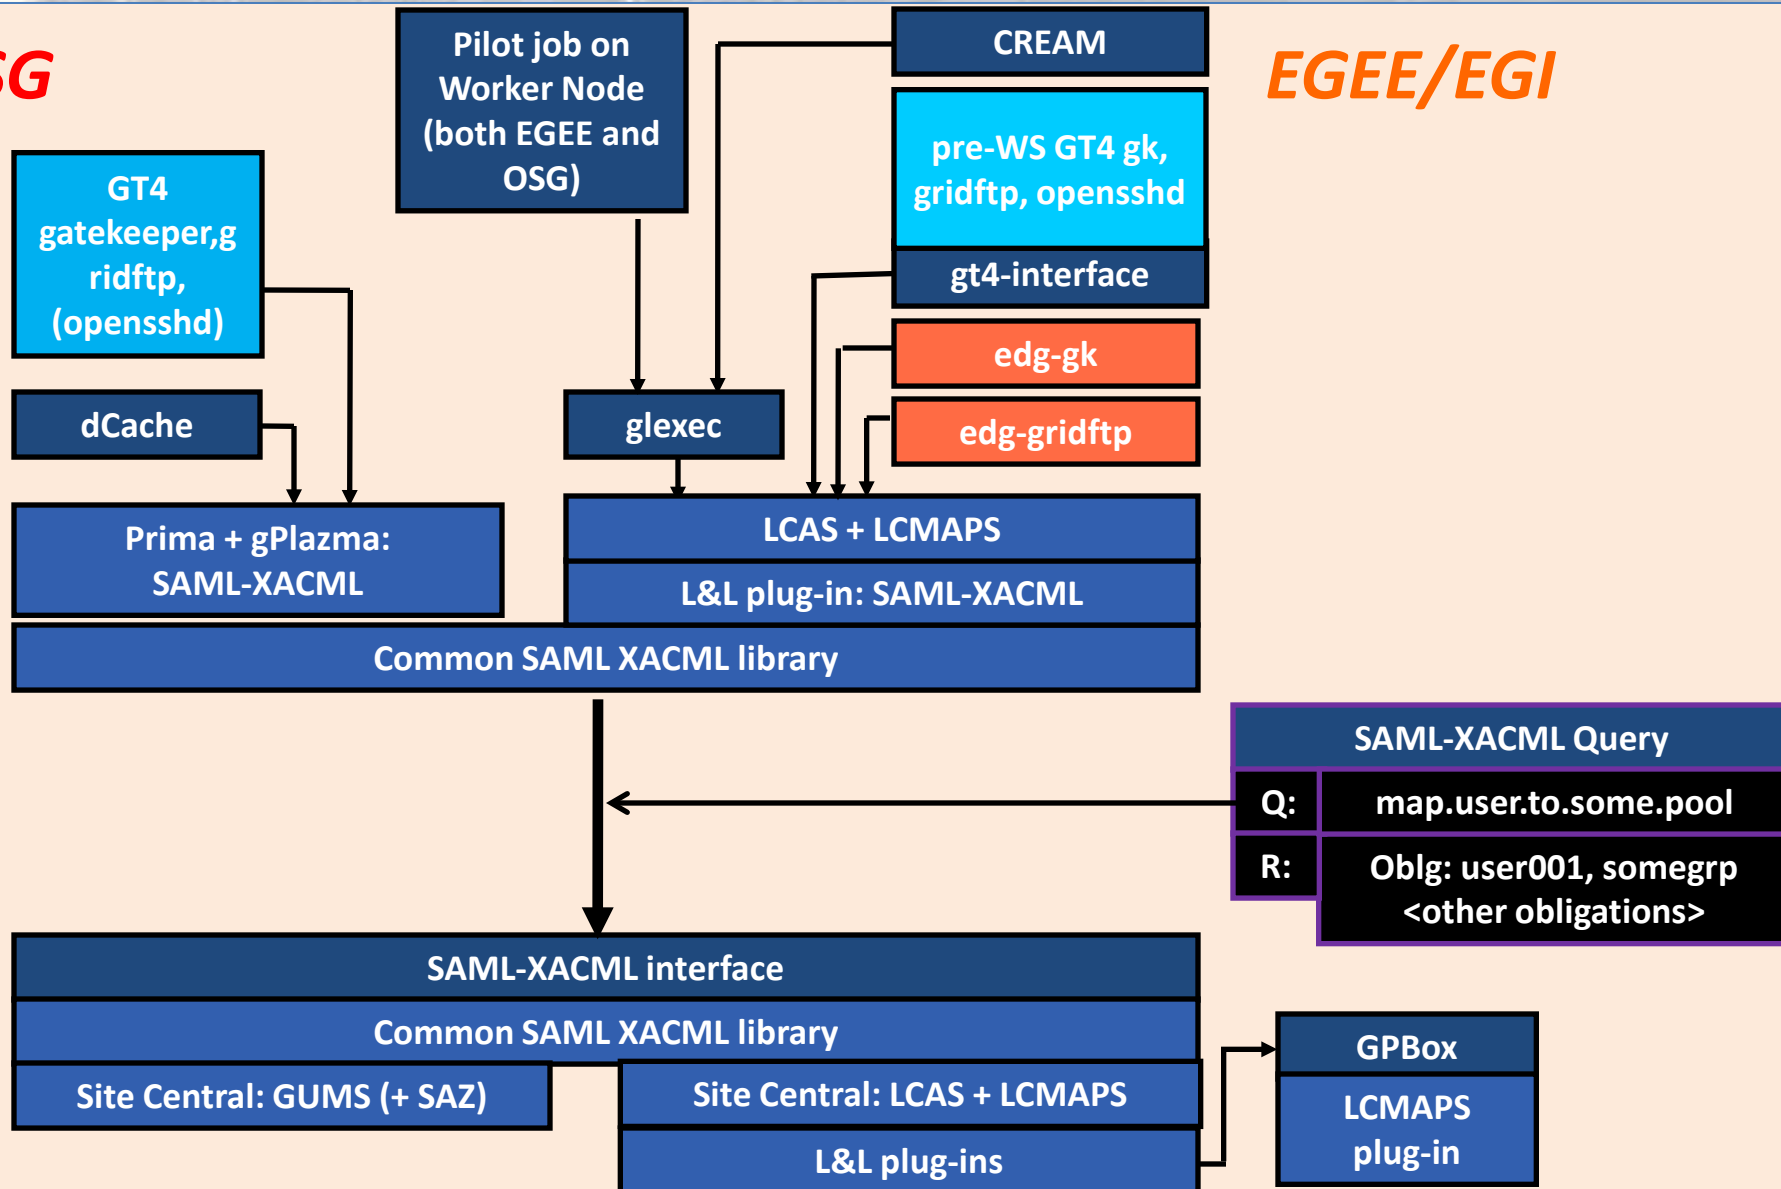 SG
EGEE/EGI
Pilot job on
Worker Node
(both EGEE and
OSG)
CREAM
pre-WS GT4 gk,
gridftp, opensshd
gt4-interface
edg-gk
edg-gridftp
GT4
gatekeeper,g
ridftp,
(opensshd)
dCache
glexec
Prima + gPlazma:
SAML-XACML
LCAS + LCMAPS
L&L plug-in: SAML-XACML
Common SAML XACML library
SAML-XACML Query
Q: map.user.to.some.pool
R: Oblg: user001, somegrp
<other obligations>
SAML-XACML interface
Common SAML XACML library
Site Central: GUMS (+ SAZ)
Site Central: LCAS + LCMAPS
L&L plug-ins
GPBox
LCMAPS
plug-in